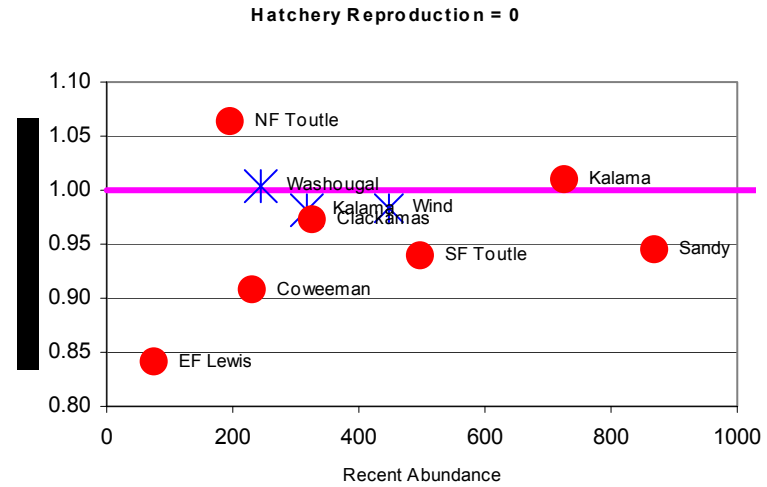 Hatchery Reproduction = 0
1.10
1.05
1.00
0.95
0.90
0.85
0.80
NF Toutle
Washougal
Kalama
Kalama
Wind
Clackamas
SF Toutle
Sandy
Coweeman
EF Lewis
0 200 400 600 800 1000
Recent Abundance